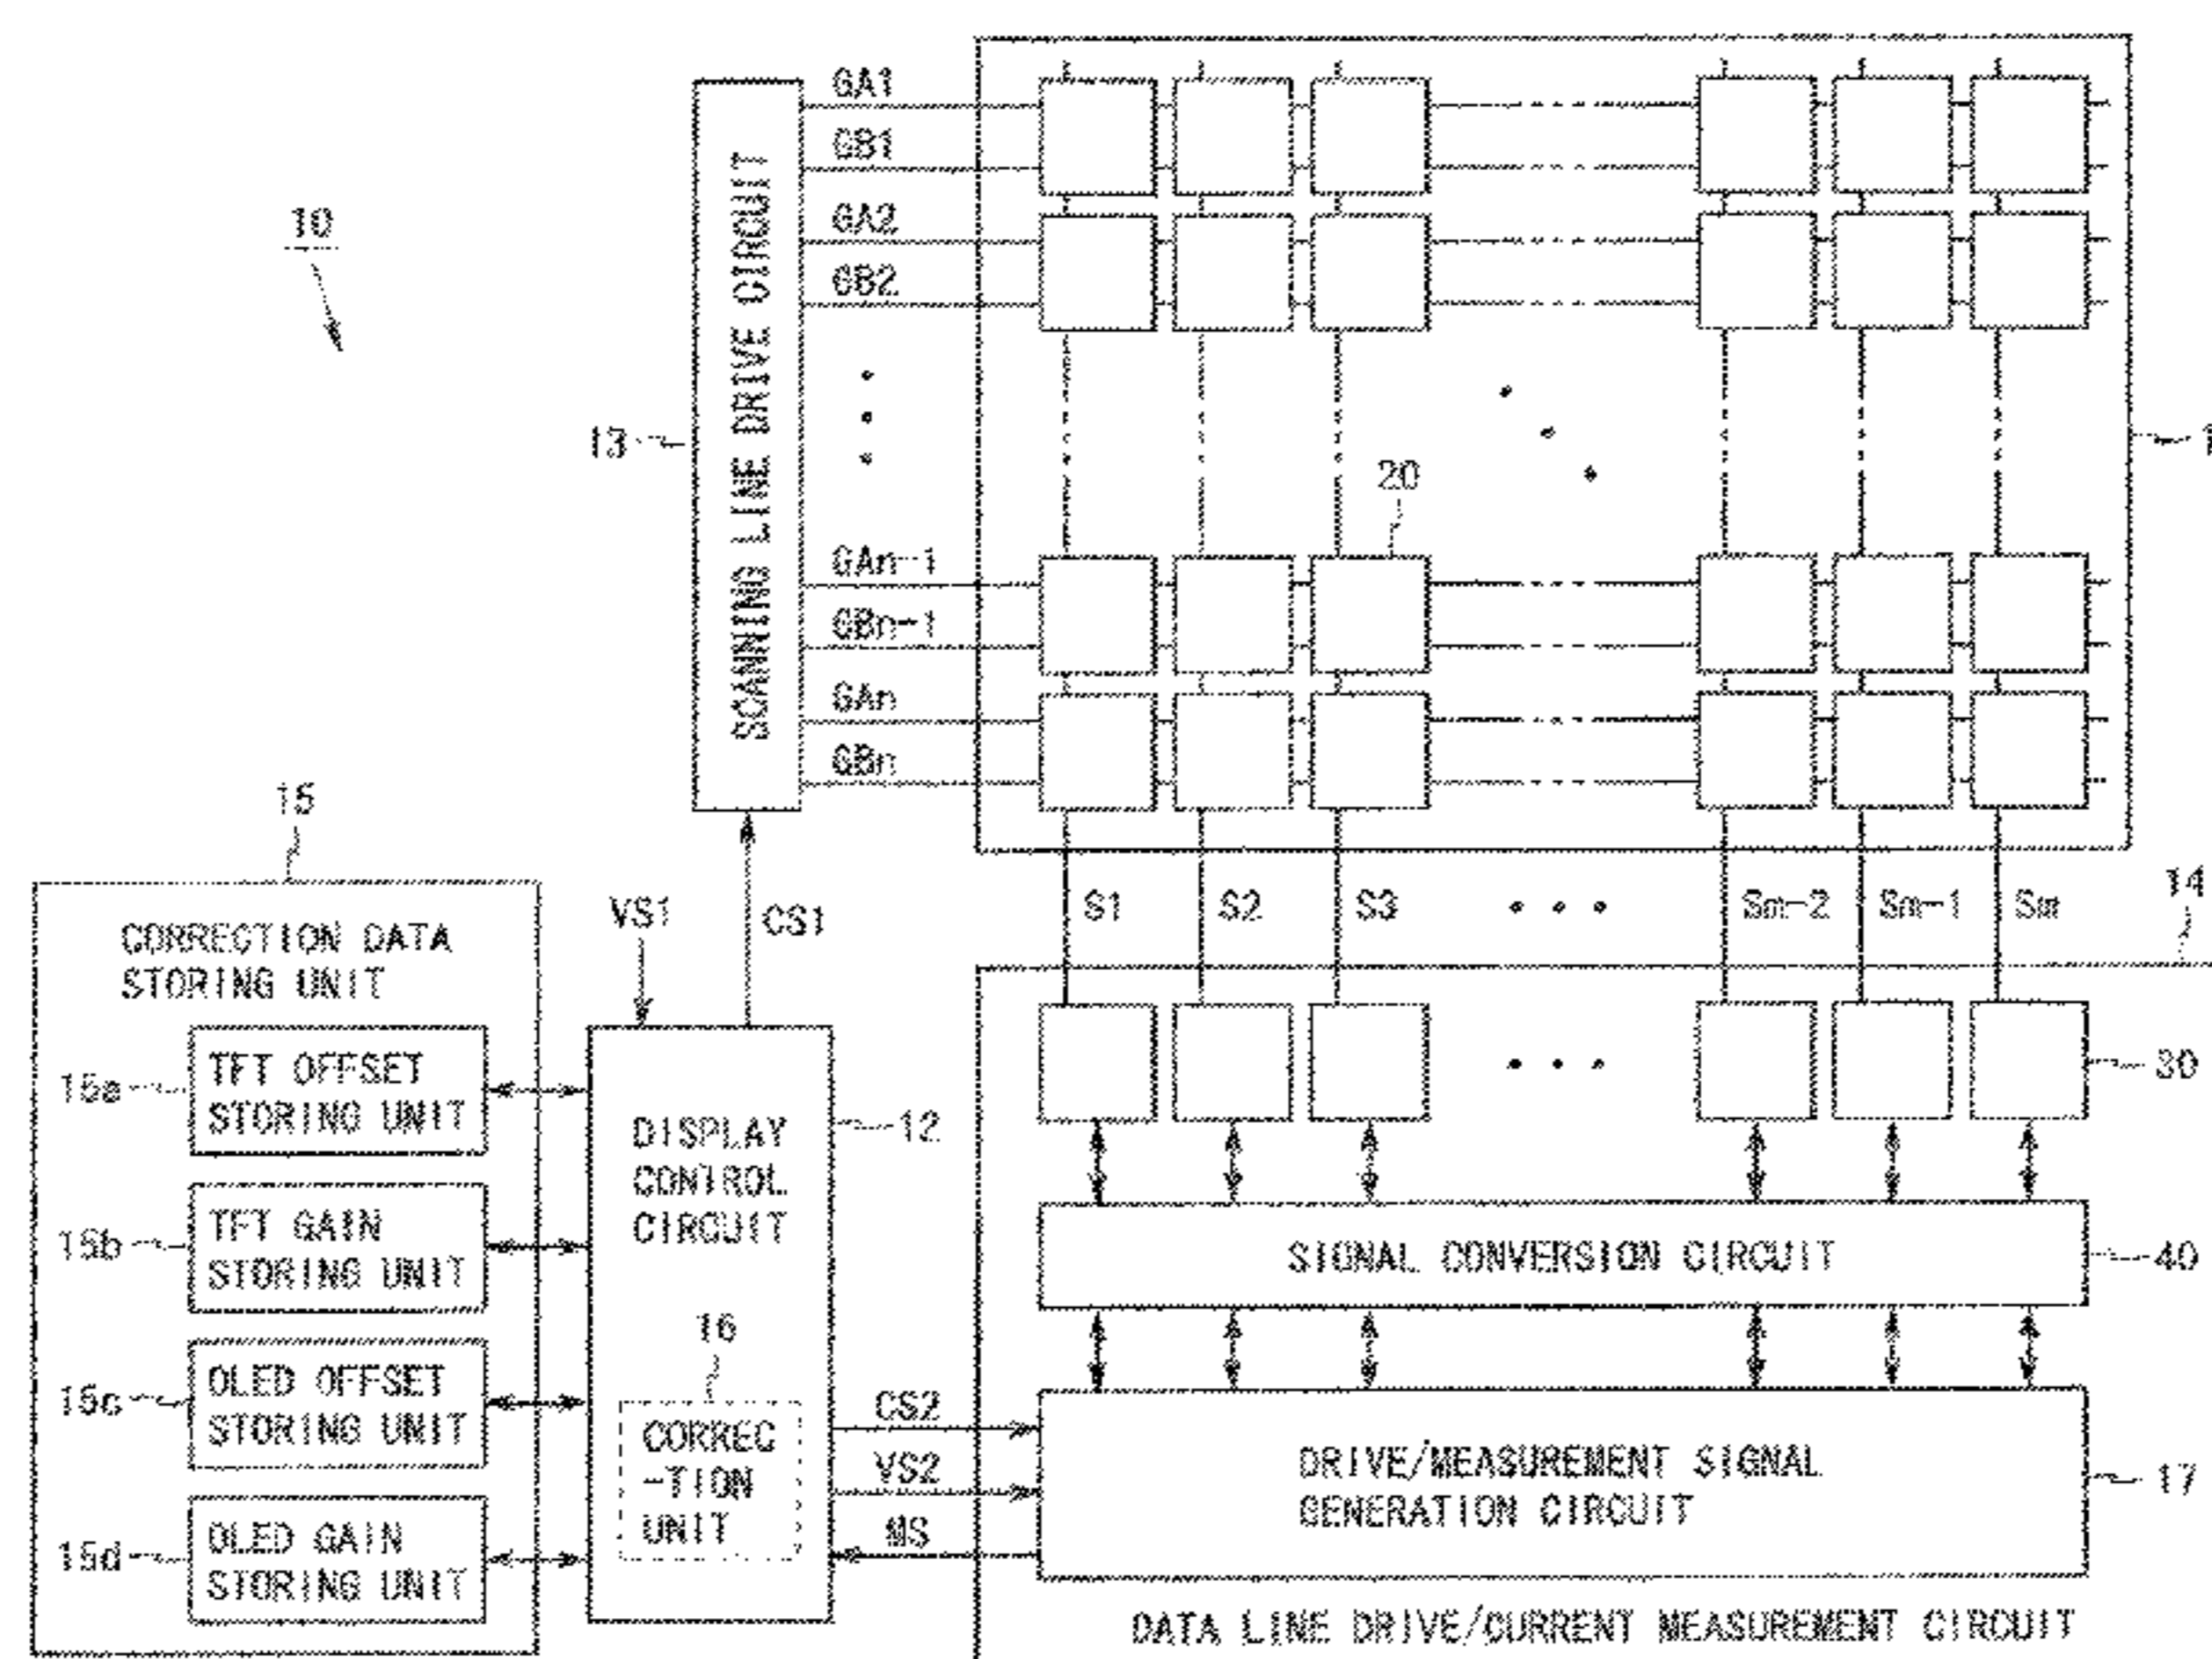 10
GA1
GB1
GA2
GB2
GAn-1
GBn-1
GAn
GBn
SCANNING LINE DRIVE CIRCUIT
13
20
15
CORRECTION DATA
STORING UNIT
TFT OFFSET
STORING UNIT
15a
TFT GAIN
STORING UNIT
15b
OLED OFFSET
STORING UNIT
15c
OLED GAIN
STORING UNIT
15d
VS1
CS1
DISPLAY
CONTROL
CIRCUIT
12
16
CORREC
-TION
UNIT
CS2
VS2
MS
S1
S2
S3
Sm-2
Sm-1
Sm
14
30
SIGNAL CONVERSION CIRCUIT
40
DRIVE/MEASUREMENT SIGNAL
GENERATION CIRCUIT
17
DATA LINE DRIVE/CURRENT MEASUREMENT CIRCUIT